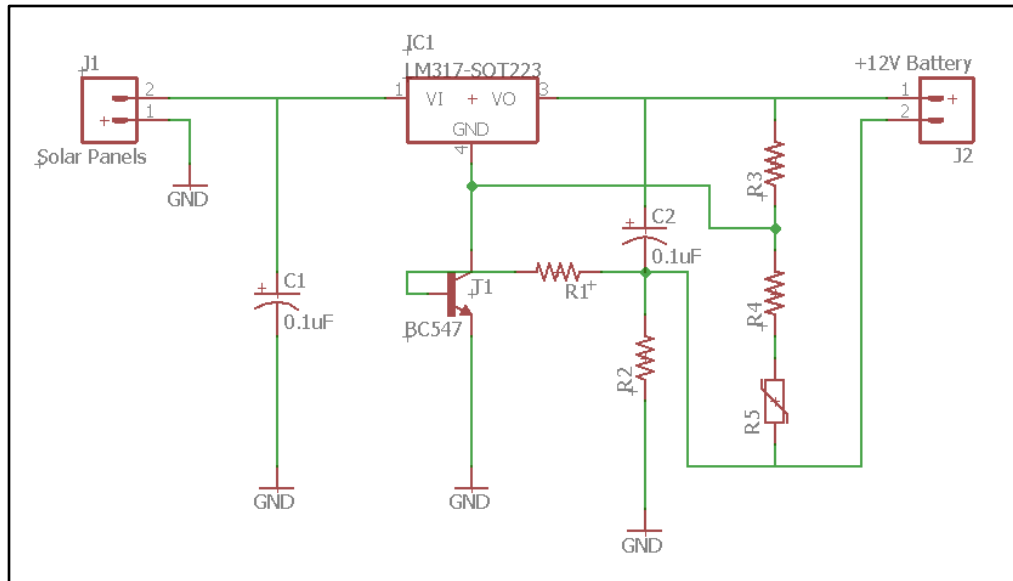 IC1
J1
LM317-SOT223
+12V Battery
2
1
VI
VO
3
1
+
1
GND
2
+
4
Solar Panels
J2
R3
GND
C2
0.1uF
T1
R1
C1
R4
0.1uF
BC547
R2
R5
GND
GND
GND